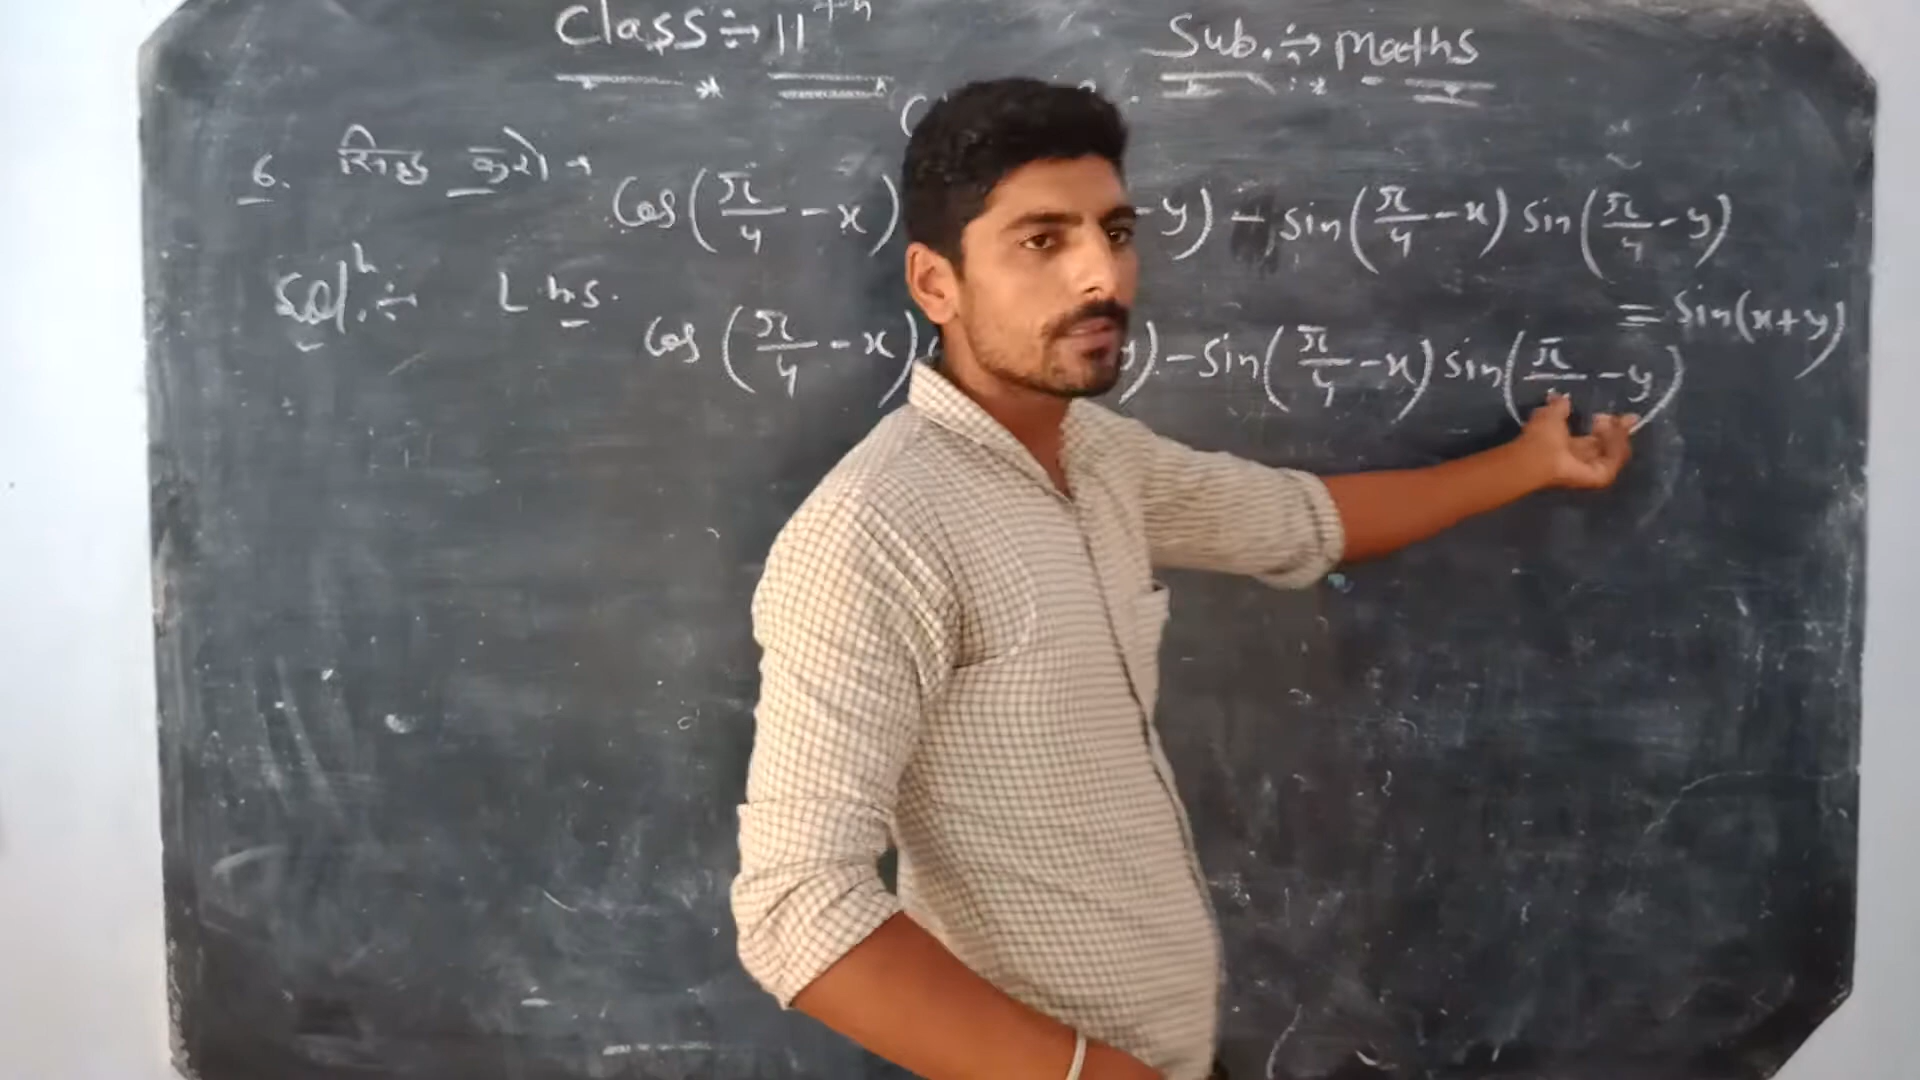 Class ÷ 11th Sub. ÷ Maths
6. सिद्ध करो → Cos(π/4 - x) - y) - Sin(π/4 - x) Sin(π/4 - y)
= Sin(x+y)
Solⁿ. ÷ L.h.s.
Cos(π/4 - x) y) - Sin(π/4 - x) Sin(π/4 - y)